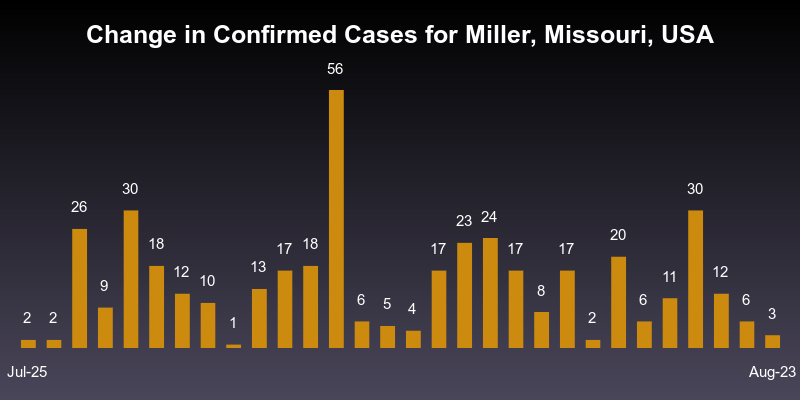 Change in Confirmed Cases for Miller, Missouri, USA
2 2 26 9 30 18 12 10 1 13 17 18 56 6 5 4 17 23 24 17 8 17 2 20 6 11 30 12 6 3
Jul-25 Aug-23